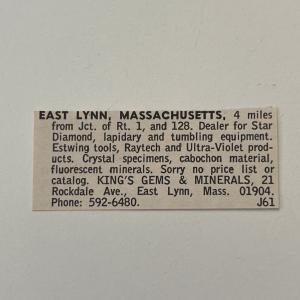 EAST LYNN, MASSACHUSETTS, 4 miles
from Jct. of Rt. 1, and 128. Dealer for Star
Diamond, lapidary and tumbling equipment.
Estwing tools, Raytech and Ultra-Violet prod-
ucts. Crystal specimens, cabochon material,
fluorescent minerals. Sorry no price list or
catalog. KING'S GEMS & MINERALS, 21
Rockdale Ave., East Lynn, Mass. 01904.
Phone: 592-6480. J61